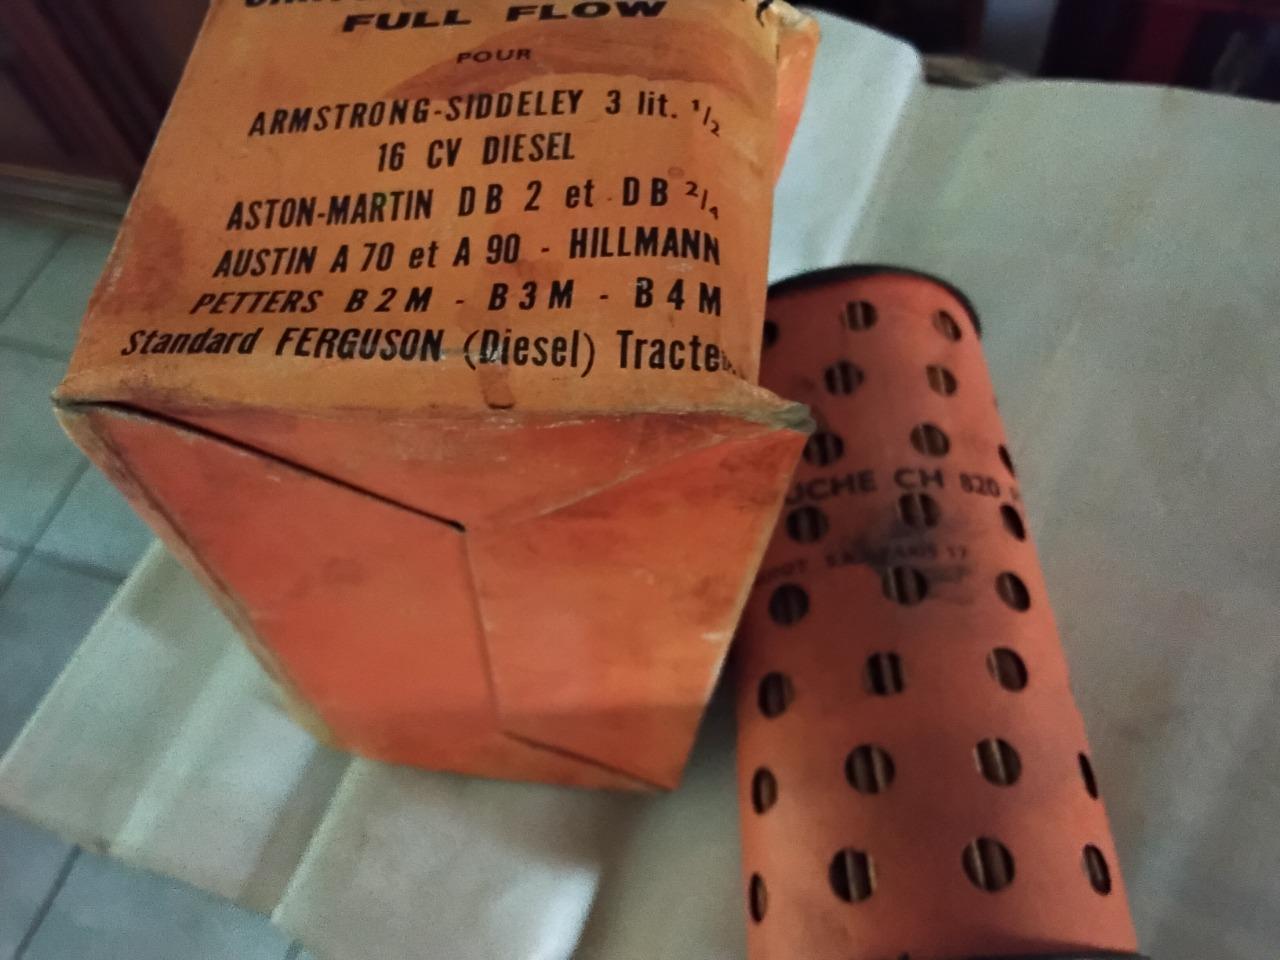 FULL FLOW
POUR
ARMSTRONG-SIDDELEY 3 lit. 1/2
16 CV DIESEL
ASTON-MARTIN DB 2 et DB 2/4
AUSTIN A 70 et A 90 - HILLMANN
PETTERS B2M - B3M - B4M
Standard FERGUSON (Diesel)
CH 820